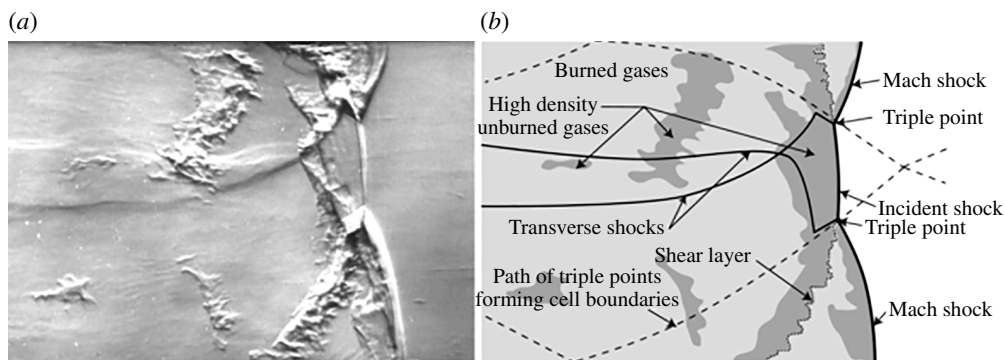 (a)
(b)
Burned gases
High density
unburned gases
Mach shock
Triple point
Transverse shocks
Incident shock
Triple point
Shear layer
Path of triple points
forming cell boundaries
Mach shock